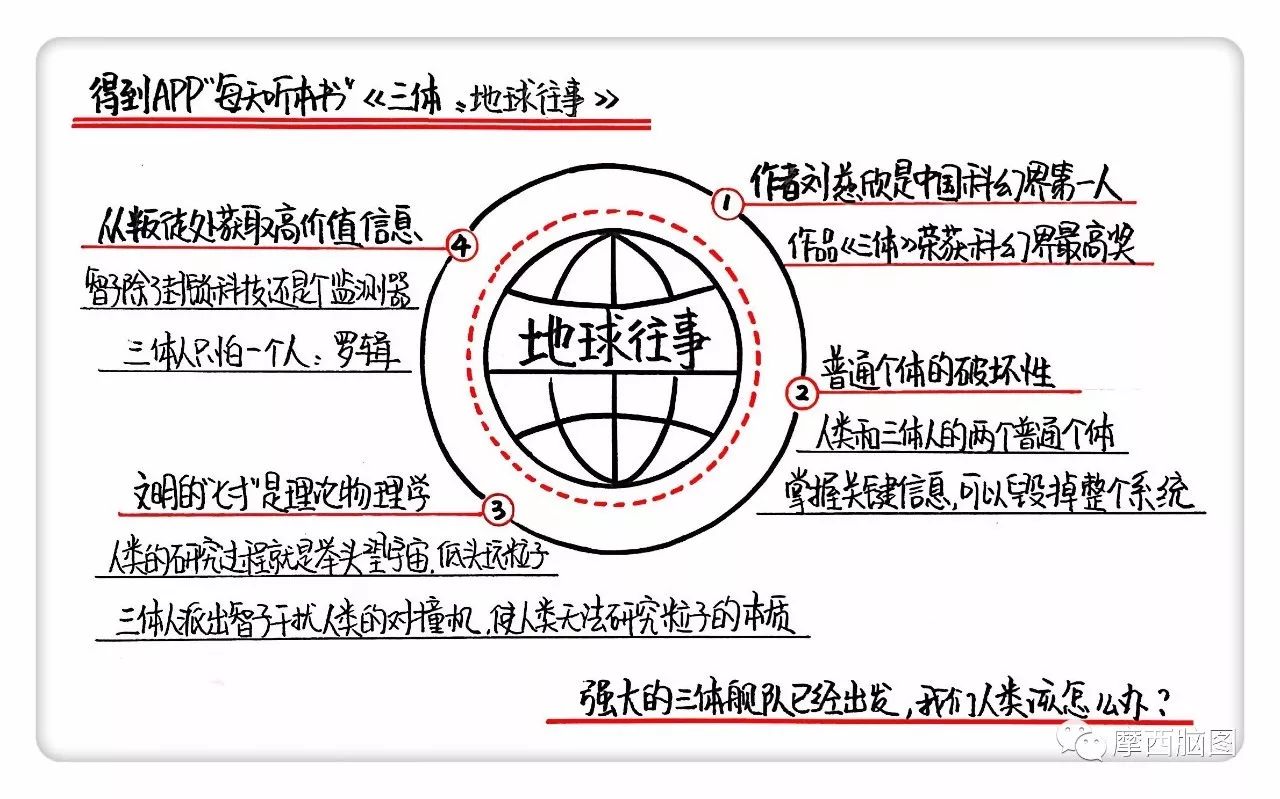 得到APP"每天听本书"《三体：地球往事》
地球往事
1
作者刘慈欣是中国科幻界第一人
作品《三体》荣获科幻界最高奖
2
普通个体的破坏性
人类和三体人的两个普通个体
掌握关键信息,可以毁掉整个系统
3
文明的"七寸"是理论物理学
人类的研究过程就是举头望宇宙,低头玩粒子
三体人派出智子干扰人类的对撞机,使人类无法研究粒子的本质
4
从叛徒处获取高价值信息
智子除了封锁科技还是个监测器
三体人只怕一个人：罗辑
强大的三体舰队已经出发,我们人类该怎么办?
摩西脑图